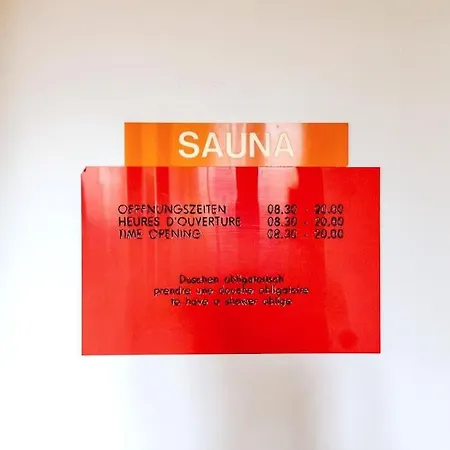 SAUNA
OEFFNUNGSZEITEN 08.30 - 20.00
HEURES D'OUVERTURE 08.30 - 20.00
TIME OPENING 08.30 - 20.00
Duschen obligatorisch
prendre une douche obligatoire
to have a shower oblige